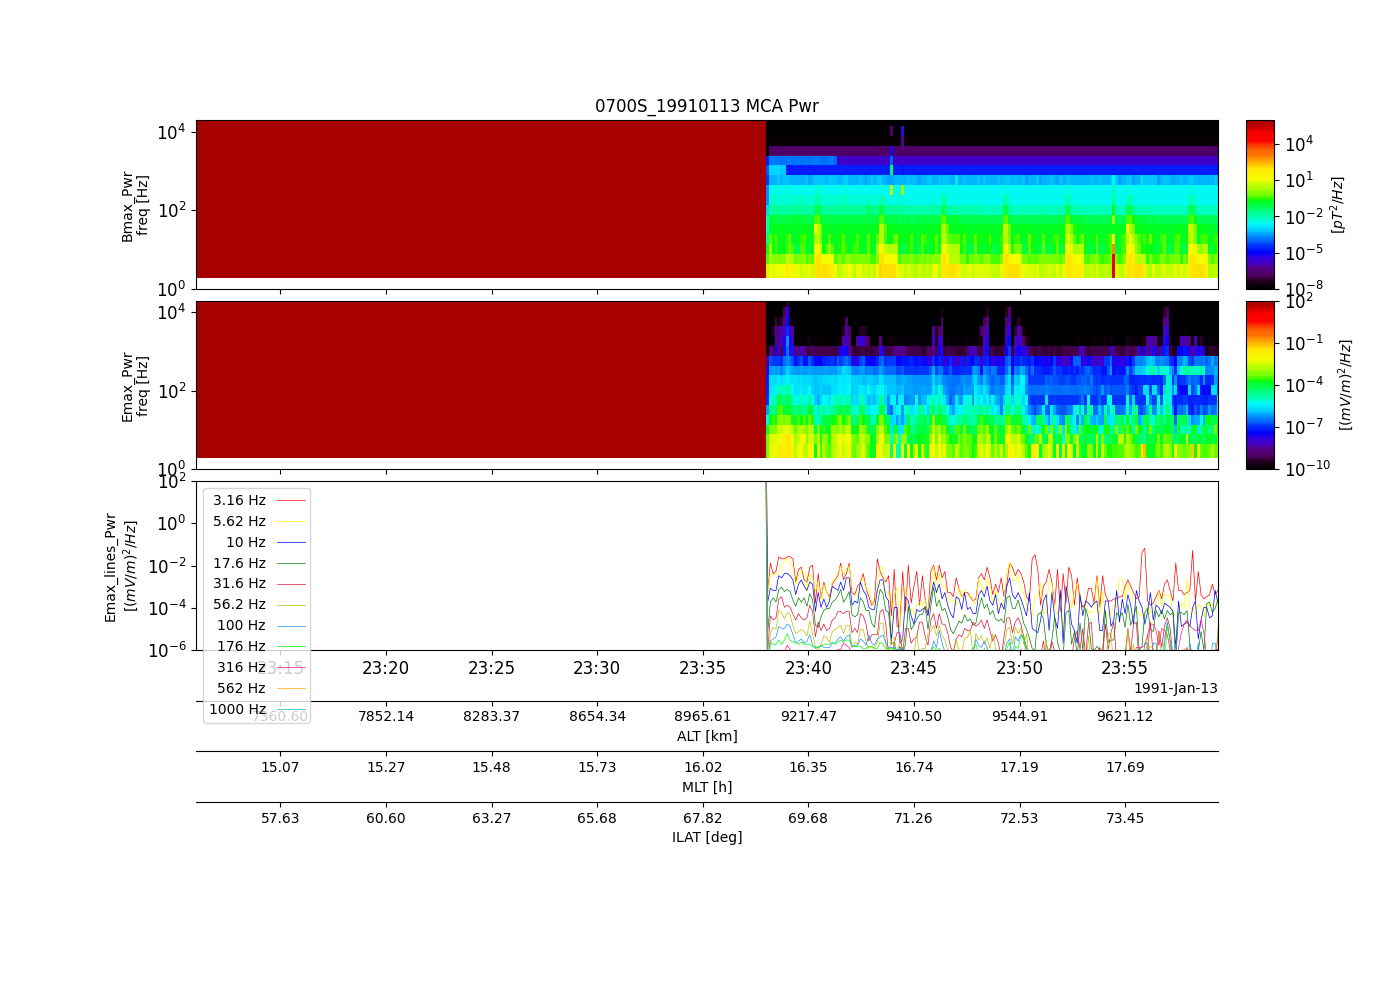 0700S_19910113 MCA Pwr
Bmax_Pwr
freq [Hz]
10^4
10^2
10^0
10^4
10^1
10^-2
10^-5
10^-8
[pT^2/Hz]
Emax_Pwr
freq [Hz]
10^4
10^2
10^0
10^2
10^-1
10^-4
10^-7
10^-10
[(mV/m)^2/Hz]
Emax_lines_Pwr
[(mV/m)^2/Hz]
10^2
10^0
10^-2
10^-4
10^-6
3.16 Hz
5.62 Hz
10 Hz
17.6 Hz
31.6 Hz
56.2 Hz
100 Hz
176 Hz
316 Hz
562 Hz
1000 Hz
23:15 23:20 23:25 23:30 23:35 23:40 23:45 23:50 23:55
1991-Jan-13
7360.60 7852.14 8283.37 8654.34 8965.61 9217.47 9410.50 9544.91 9621.12
ALT [km]
15.07 15.27 15.48 15.73 16.02 16.35 16.74 17.19 17.69
MLT [h]
57.63 60.60 63.27 65.68 67.82 69.68 71.26 72.53 73.45
ILAT [deg]